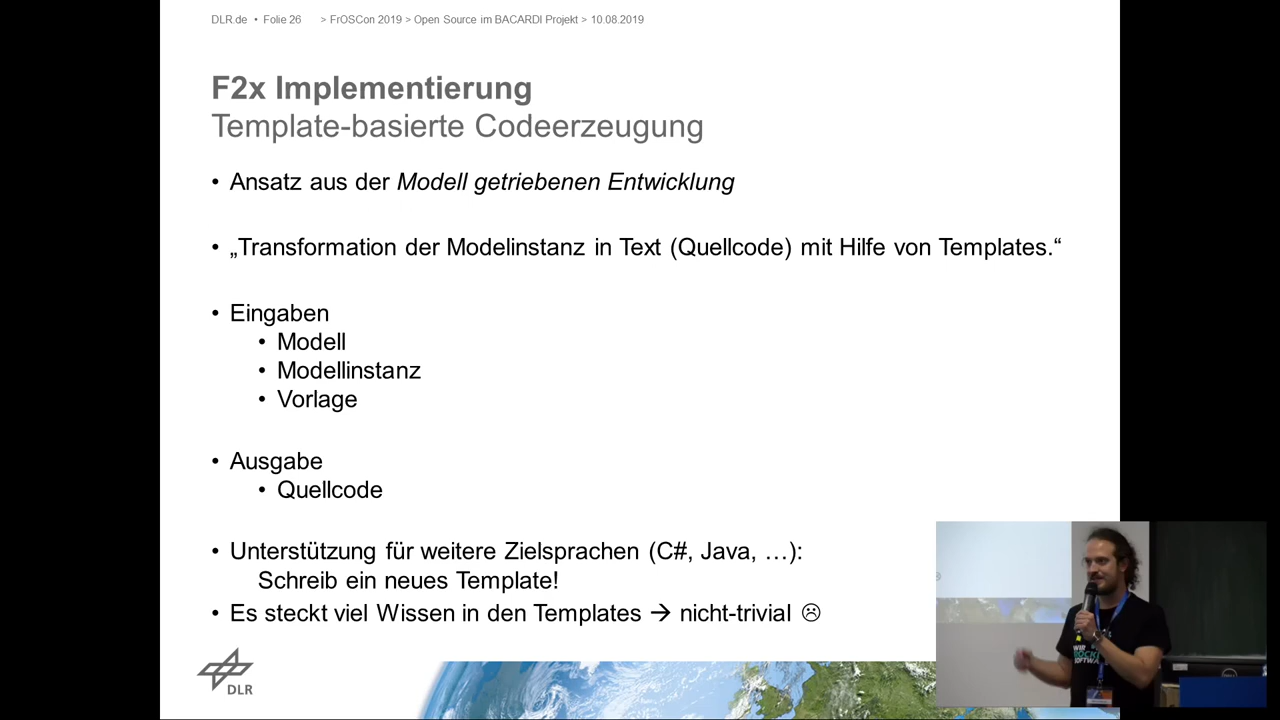 DLR.de • Folie 26 > FrOSCon 2019 > Open Source im BACARDI Projekt > 10.08.2019
F2x Implementierung
Template-basierte Codeerzeugung
• Ansatz aus der Modell getriebenen Entwicklung
• „Transformation der Modelinstanz in Text (Quellcode) mit Hilfe von Templates.“
• Eingaben
• Modell
• Modellinstanz
• Vorlage
• Ausgabe
• Quellcode
• Unterstützung für weitere Zielsprachen (C#, Java, …):
Schreib ein neues Template!
• Es steckt viel Wissen in den Templates → nicht-trivial ☹
DLR
WIR
ROCK
SOFTWA